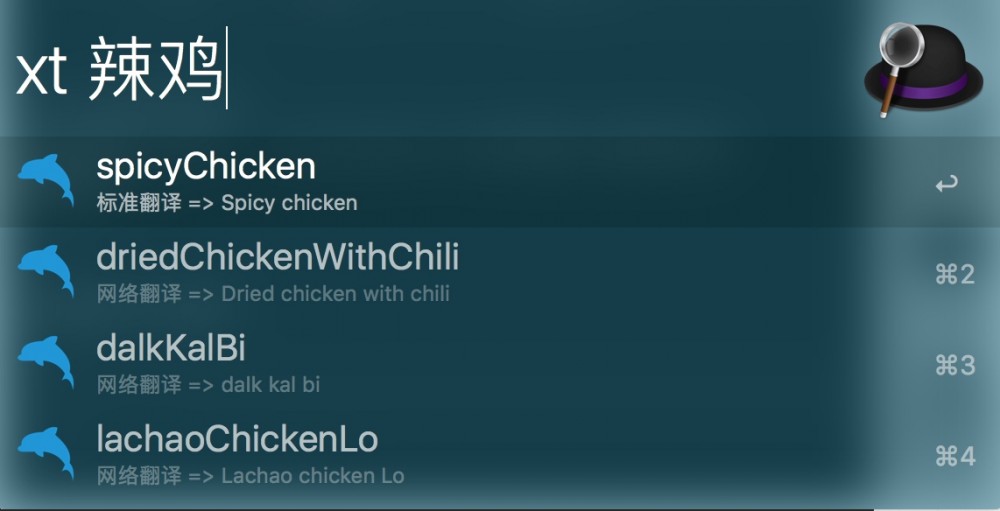 xt 辣鸡
spicyChicken
标准翻译 => Spicy chicken
↩
driedChickenWithChili
网络翻译 => Dried chicken with chili
⌘2
dalkKalBi
网络翻译 => dalk kal bi
⌘3
lachaoChickenLo
网络翻译 => Lachao chicken Lo
⌘4